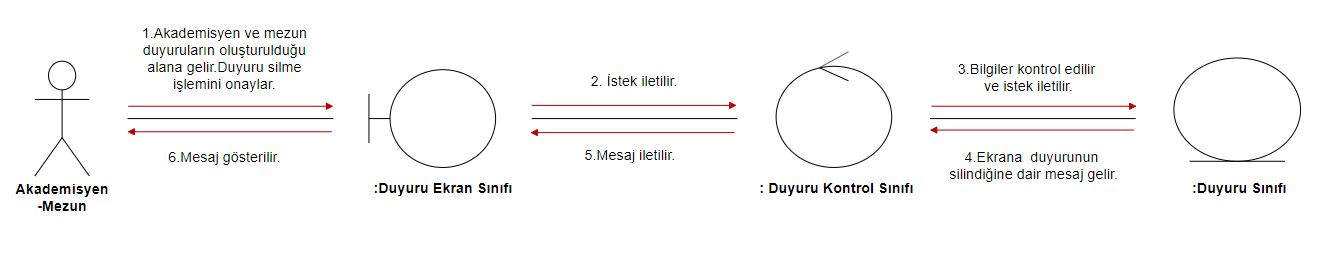 1.Akademisyen ve mezun
duyuruların oluşturulduğu
alana gelir.Duyuru silme
işlemini onaylar.
6.Mesaj gösterilir.
Akademisyen
-Mezun
:Duyuru Ekran Sınıfı
2. İstek iletilir.
5.Mesaj iletilir.
: Duyuru Kontrol Sınıfı
3.Bilgiler kontrol edilir
ve istek iletilir.
4.Ekrana duyurunun
silindiğine dair mesaj gelir.
:Duyuru Sınıfı